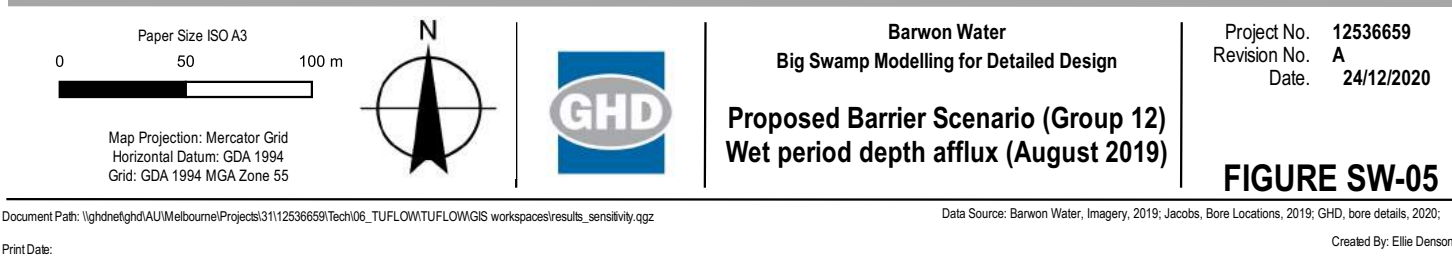 Paper Size ISO A3
0 50 100 m
Map Projection: Mercator Grid
Horizontal Datum: GDA 1994
Grid: GDA 1994 MGA Zone 55
N
GHD
Barwon Water
Big Swamp Modelling for Detailed Design
Proposed Barrier Scenario (Group 12)
Wet period depth afflux (August 2019)
Project No. 12536659
Revision No. A
Date. 24/12/2020
FIGURE SW-05
Document Path: \\ghdnet\ghd\AU\Melbourne\Projects\31\12536659\Tech\06_TUFLOW\TUFLOW\GIS workspaces\results_sensitivity.qgz
Data Source: Barwon Water, Imagery, 2019; Jacobs, Bore Locations, 2019; GHD, bore details, 2020;
Print Date:
Created By: Ellie Denson